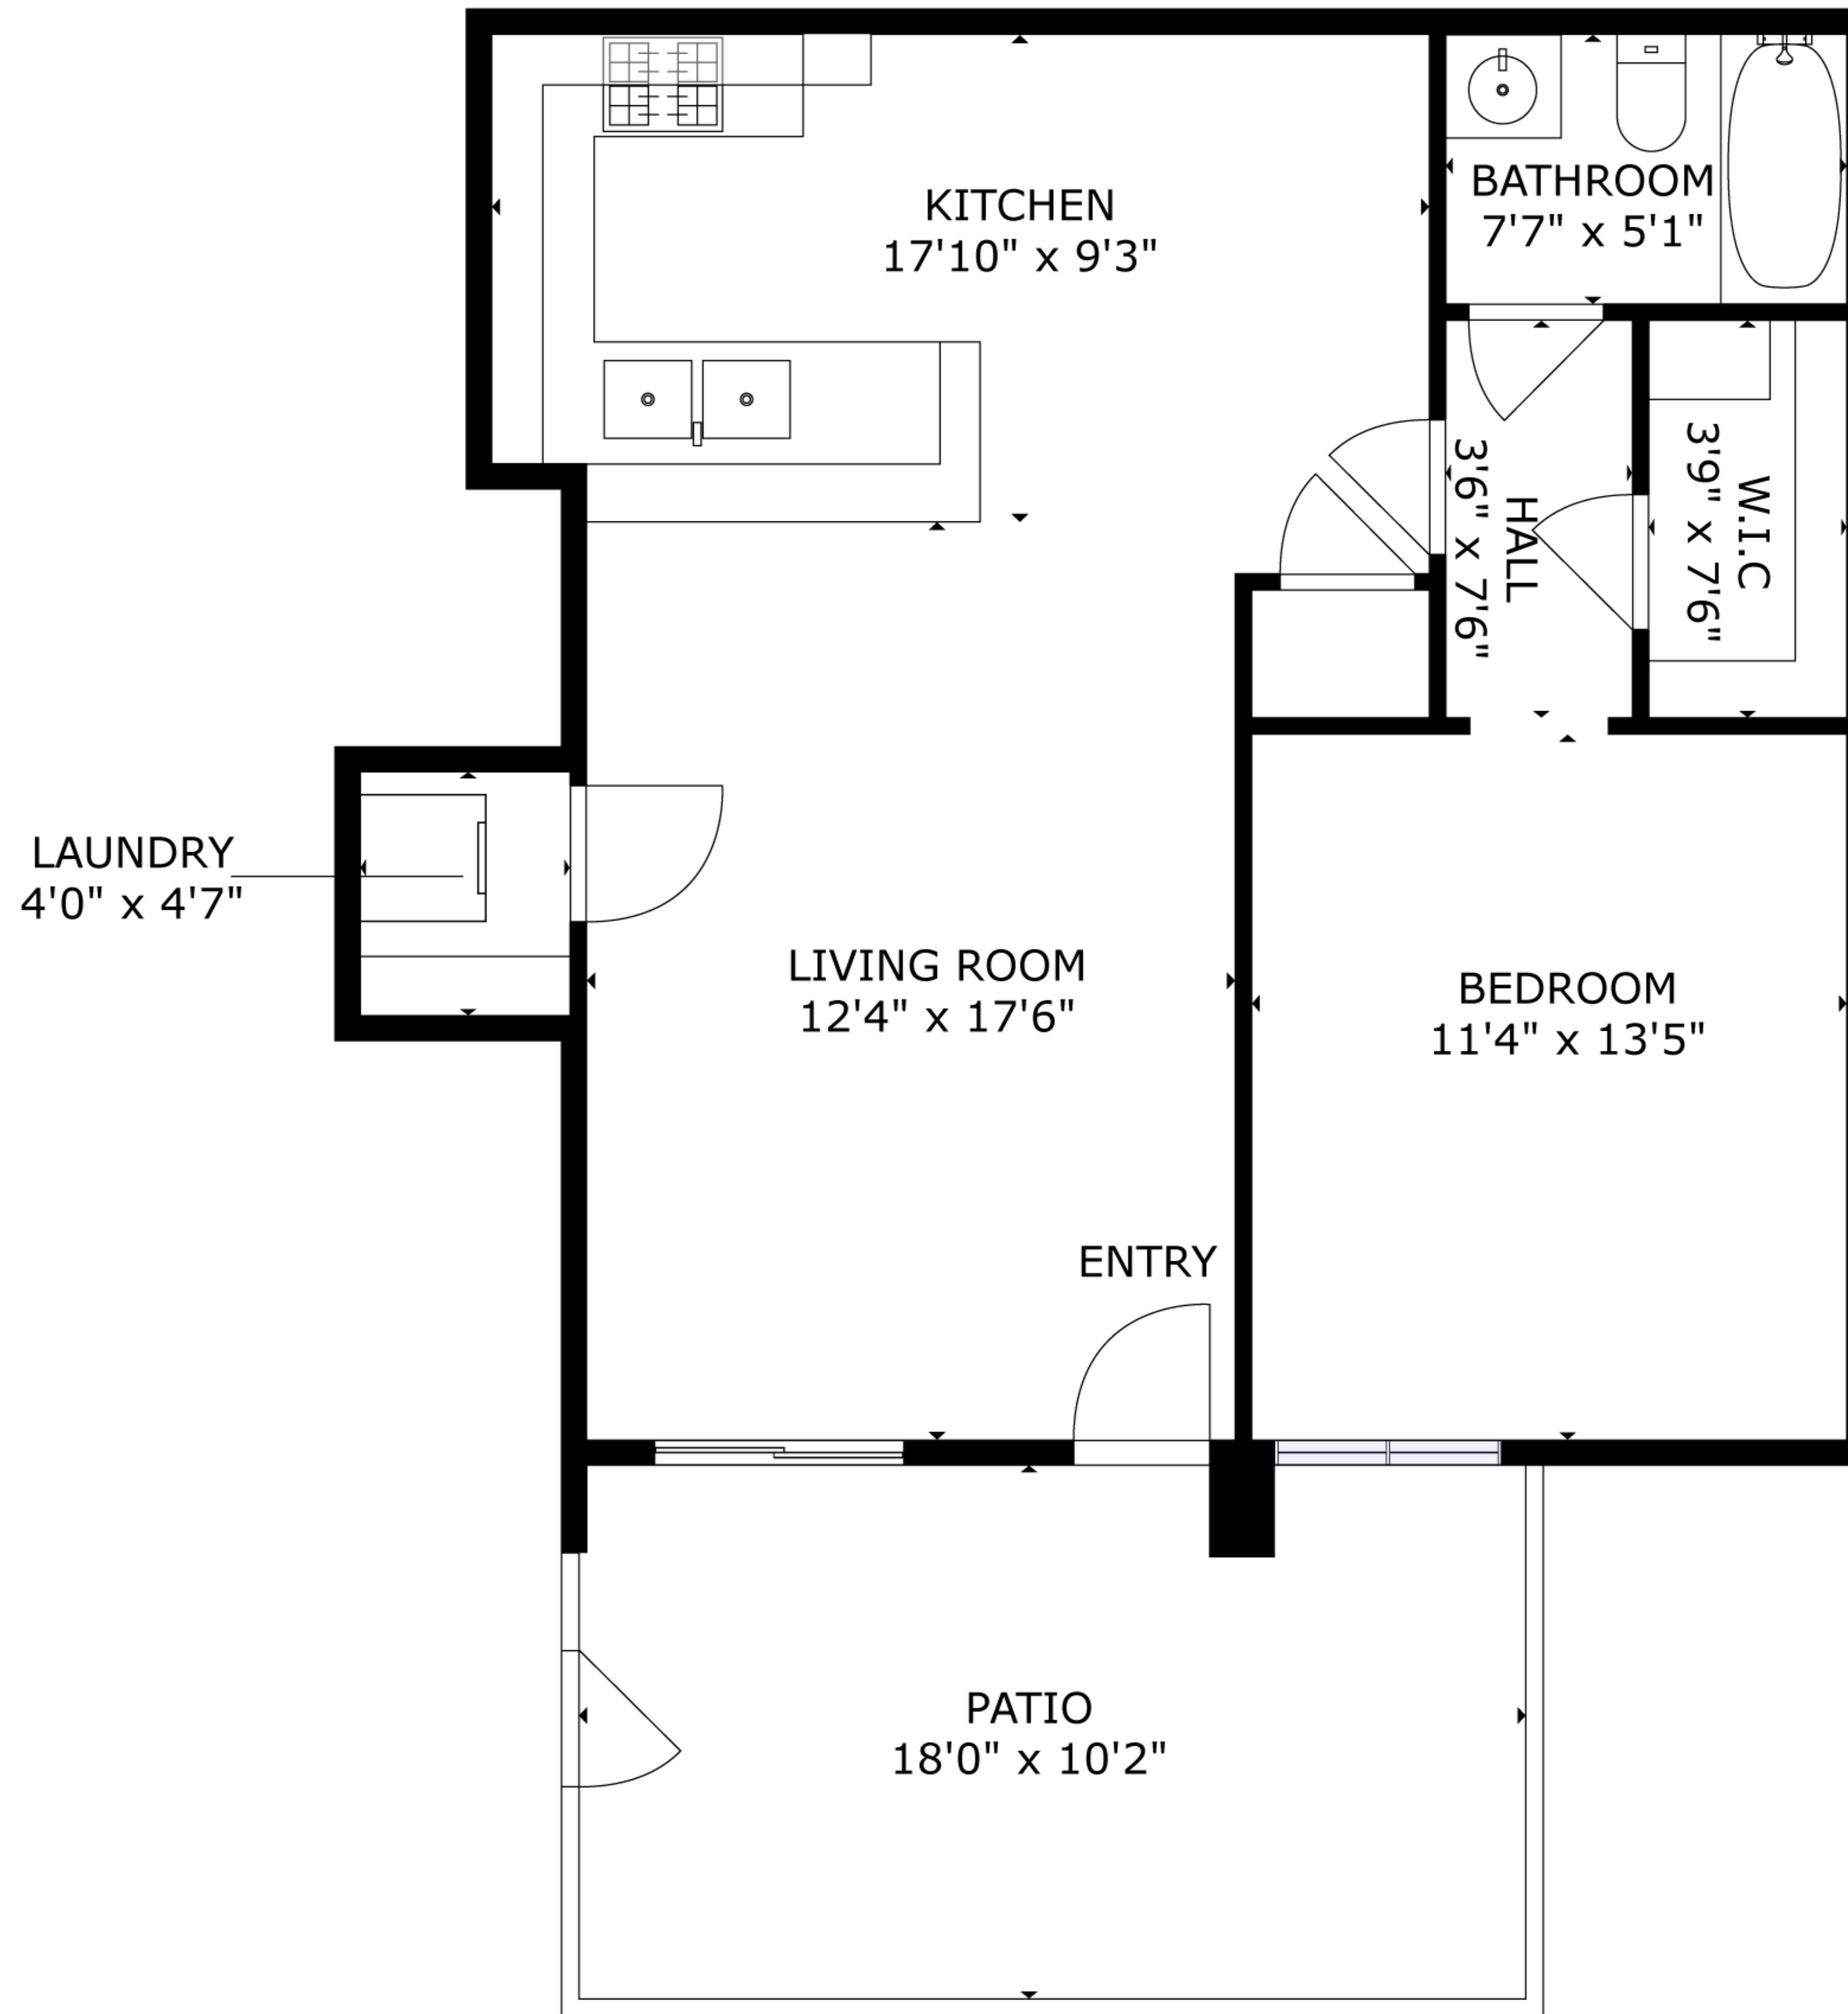 KITCHEN
17'10" x 9'3"
BATHROOM
7'7" x 5'1"
HALL
3'6" x 7'6"
W.I.C
3'9" x 7'6"
LAUNDRY
4'0" x 4'7"
LIVING ROOM
12'4" x 17'6"
BEDROOM
11'4" x 13'5"
ENTRY
PATIO
18'0" x 10'2"